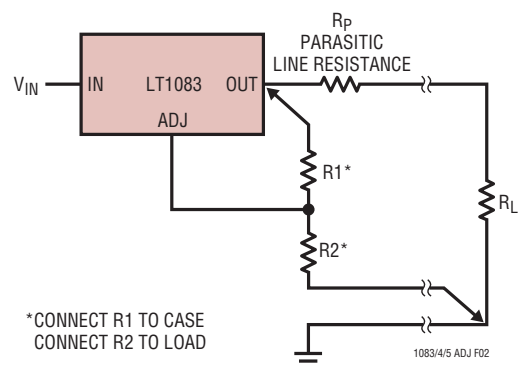 RP
PARASITIC
LINE RESISTANCE
VIN
IN
LT1083
OUT
ADJ
R1*
RL
R2*
*CONNECT R1 TO CASE
CONNECT R2 TO LOAD
1083/4/5 ADJ F02